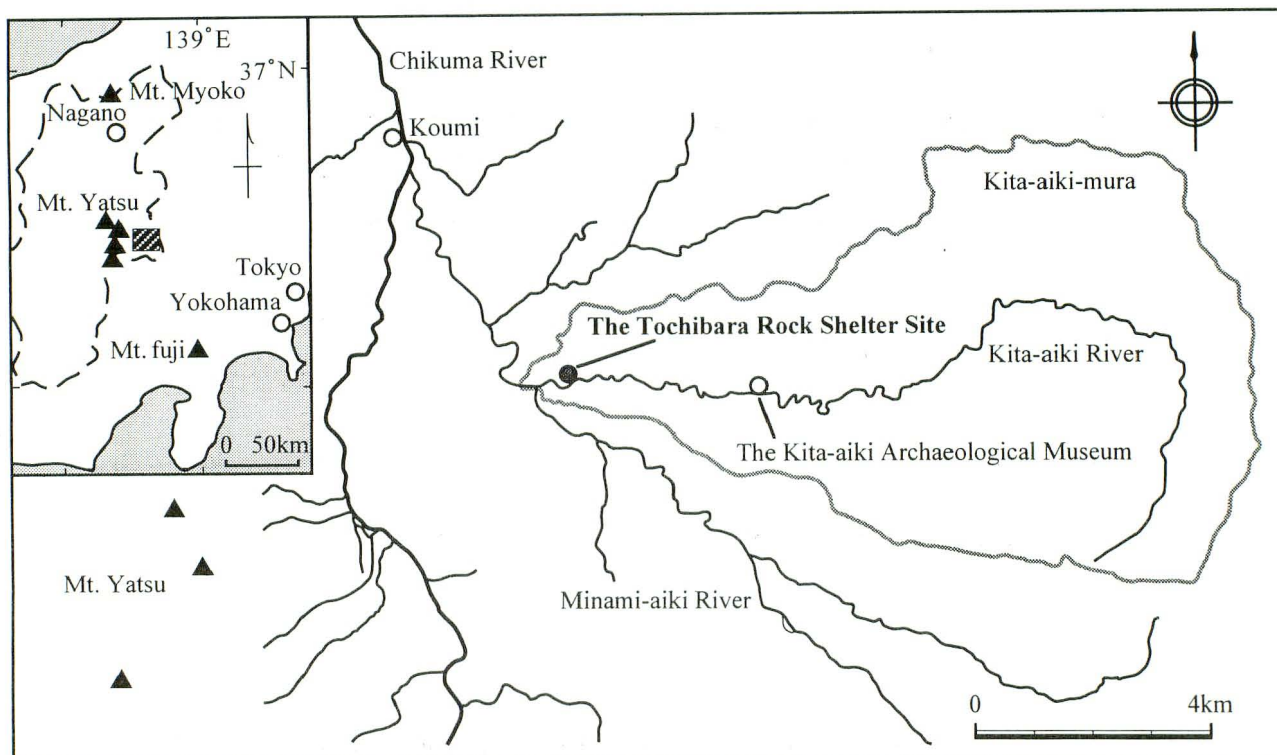 139°E
37°N
Mt. Myoko
Nagano
Mt. Yatsu
Tokyo
Yokohama
Mt. fuji
0 50km
Chikuma River
Koumi
Kita-aiki-mura
The Tochibara Rock Shelter Site
Kita-aiki River
The Kita-aiki Archaeological Museum
Mt. Yatsu
Minami-aiki River
0 4km